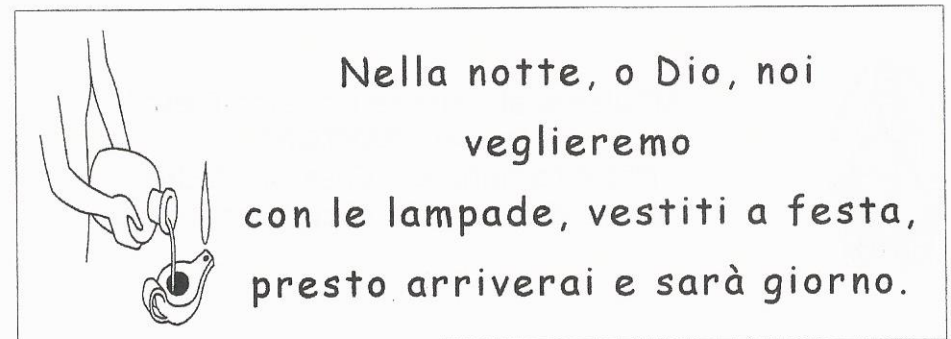 Nella notte, o Dio, noi
veglieremo
con le lampade, vestiti a festa,
presto arriverai e sarà giorno.